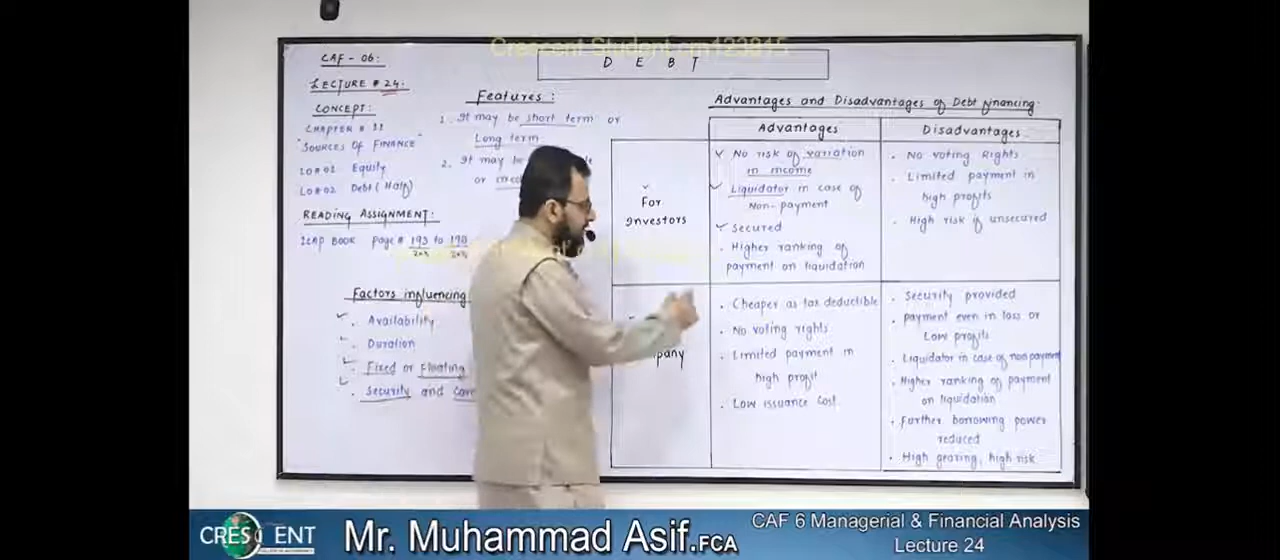 Crescent Student cm123815
CAF - 06:
LECTURE # 24:
CONCEPT:
CHAPTER # 11
"SOURCES OF FINANCE"
LO # 01 Equity
LO # 02 Debt (Half)
READING ASSIGNMENT:
ICAP BOOK Page # 193 to 198
DEBT
Features:
1. It may be short term or
Long term
2. It may be
or
Factors influencing
. Availability
. Duration
. Fixed or Floating
. Security and
Advantages and Disadvantages of Debt financing:
Advantages
Disadvantages
For
Investors
No risk of variation
in income
Liquidator in case of
Non-payment
Secured
. Higher ranking of
payment on liquidation
. No voting Rights
. Limited payment in
high profits
. High risk if unsecured
. Cheaper as tax deductible
. No voting rights
. Limited payment in
high profit
. Low issuance cost
. Security provided
. payment even in loss or
Low profits
. Liquidator in case of non payment
. Higher ranking of payment
on liquidation
. Further borrowing power
reduced
. High gearing, high risk
CRESCENT
COLLEGE OF ACCOUNTANCY
Mr. Muhammad Asif.FCA
CAF 6 Managerial & Financial Analysis
Lecture 24